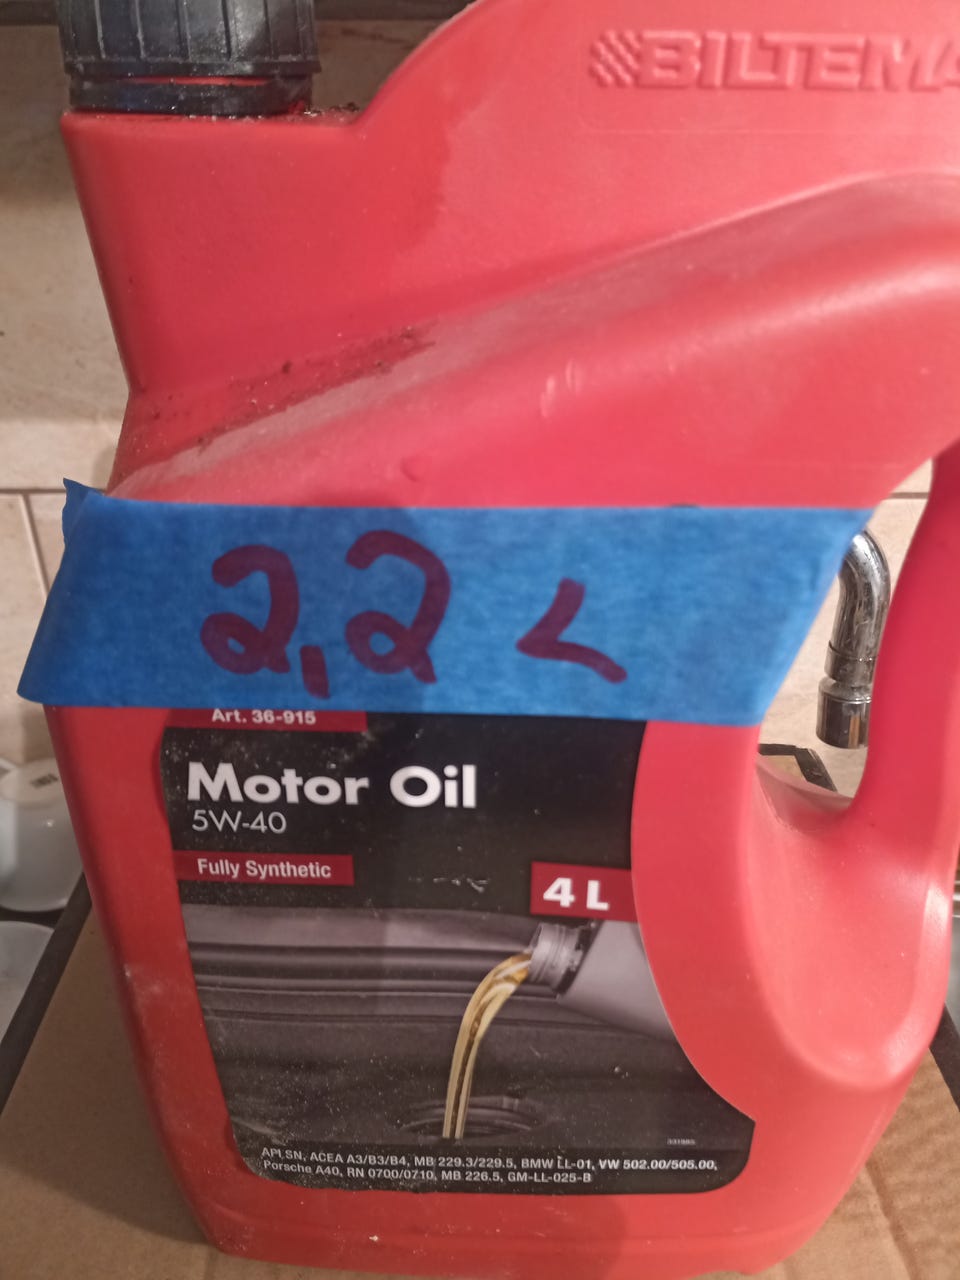 BILTEMA
2,2 L
Art. 36-915
Motor Oil
5W-40
Fully Synthetic
4 L
API SN, ACEA A3/B3/B4, MB 229.3/229.5, BMW LL-01, VW 502.00/505.00,
Porsche A40, RN 0700/0710, MB 226.5, GM-LL-025-B